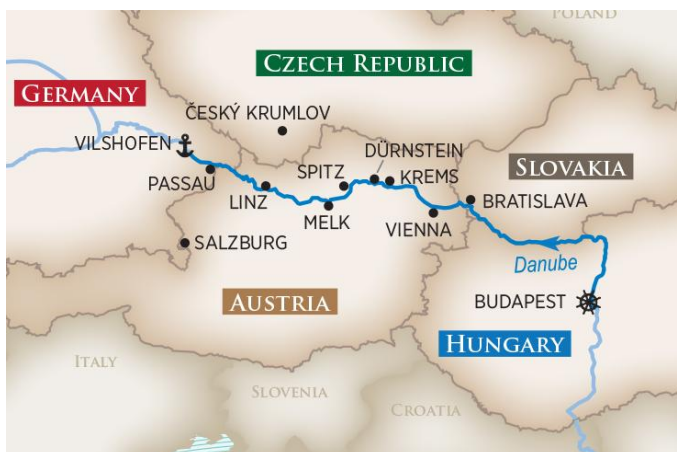 POLAND
CZECH REPUBLIC
GERMANY
ČESKÝ KRUMLOV
VILSHOFEN
DÜRNSTEIN
SPITZ
KREMS
SLOVAKIA
PASSAU
LINZ
BRATISLAVA
MELK
VIENNA
SALZBURG
Danube
AUSTRIA
BUDAPEST
HUNGARY
ITALY
SLOVENIA
CROATIA